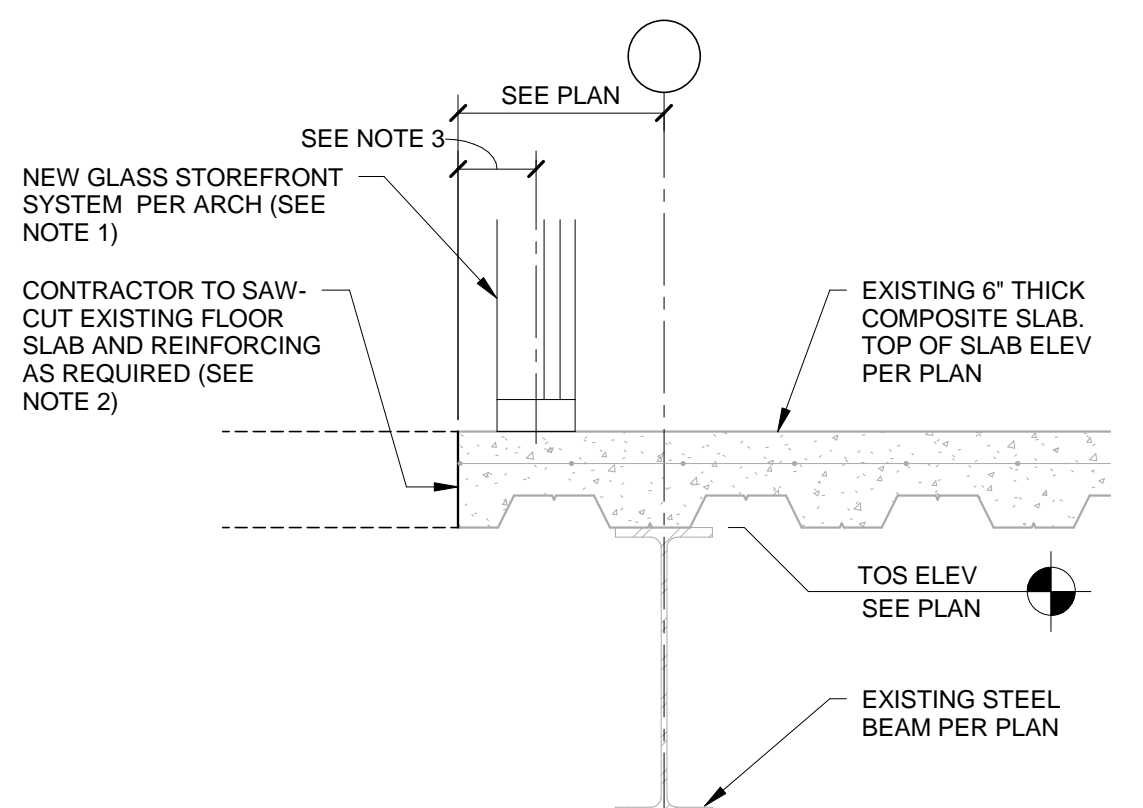 SEE PLAN
SEE NOTE 3
NEW GLASS STOREFRONT
SYSTEM PER ARCH (SEE
NOTE 1)
CONTRACTOR TO SAW-
CUT EXISTING FLOOR
SLAB AND REINFORCING
AS REQUIRED (SEE
NOTE 2)
EXISTING 6" THICK
COMPOSITE SLAB.
TOP OF SLAB ELEV
PER PLAN
TOS ELEV
SEE PLAN
EXISTING STEEL
BEAM PER PLAN